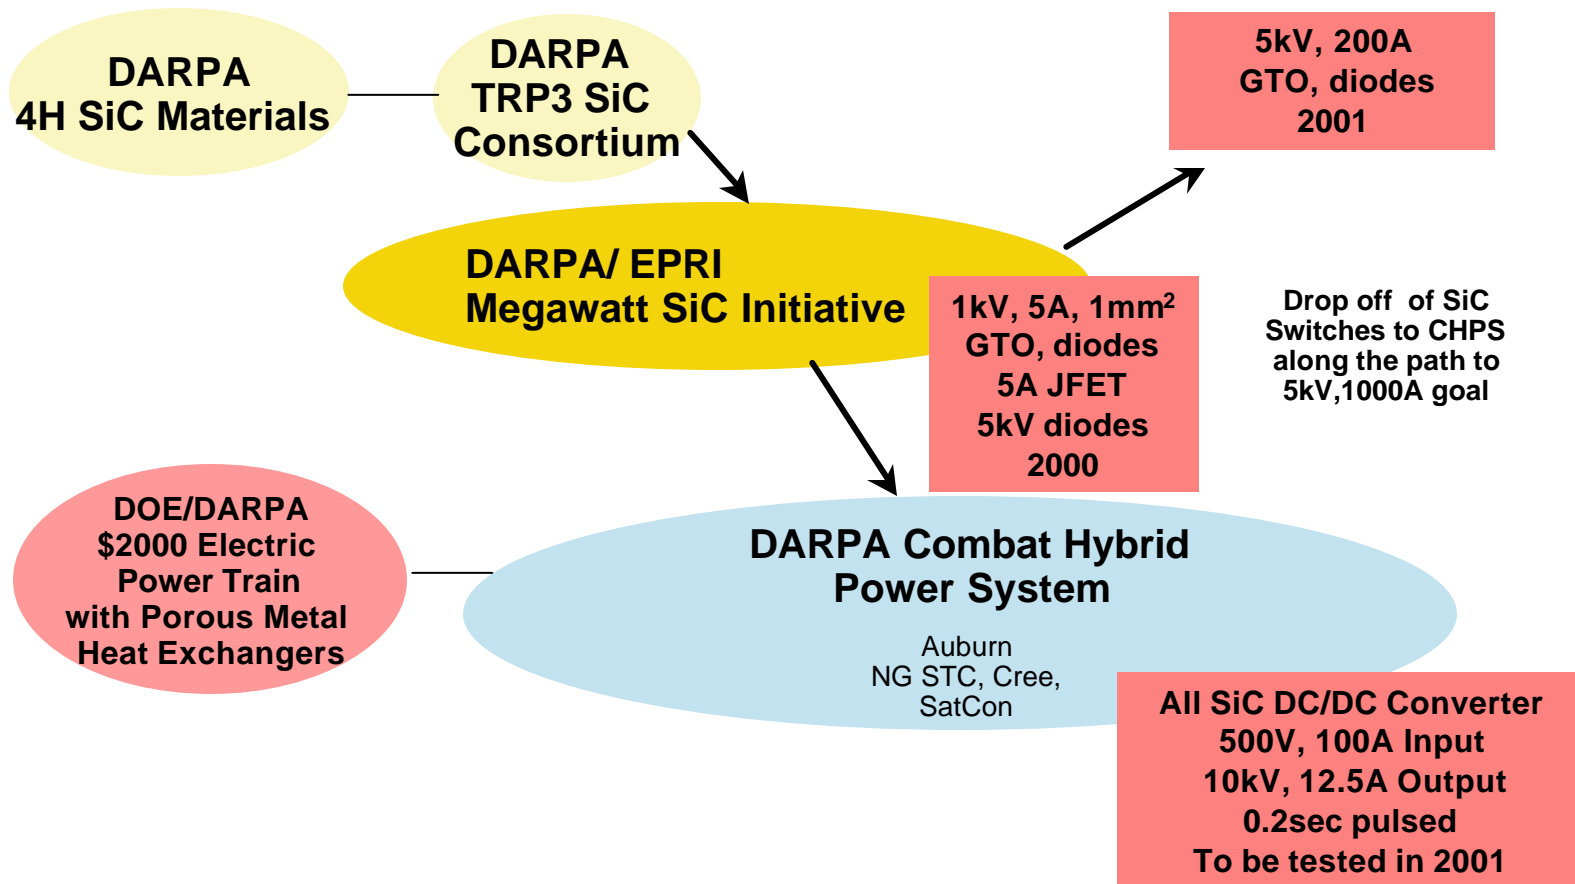 DARPA
4H SiC Materials
DARPA
TRP3 SiC
Consortium
5kV, 200A
GTO, diodes
2001
DARPA/ EPRI
Megawatt SiC Initiative
1kV, 5A, 1mm²
GTO, diodes
5A JFET
5kV diodes
2000
Drop off of SiC
Switches to CHPS
along the path to
5kV,1000A goal
DOE/DARPA
$2000 Electric
Power Train
with Porous Metal
Heat Exchangers
DARPA Combat Hybrid
Power System
Auburn
NG STC, Cree,
SatCon
All SiC DC/DC Converter
500V, 100A Input
10kV, 12.5A Output
0.2sec pulsed
To be tested in 2001